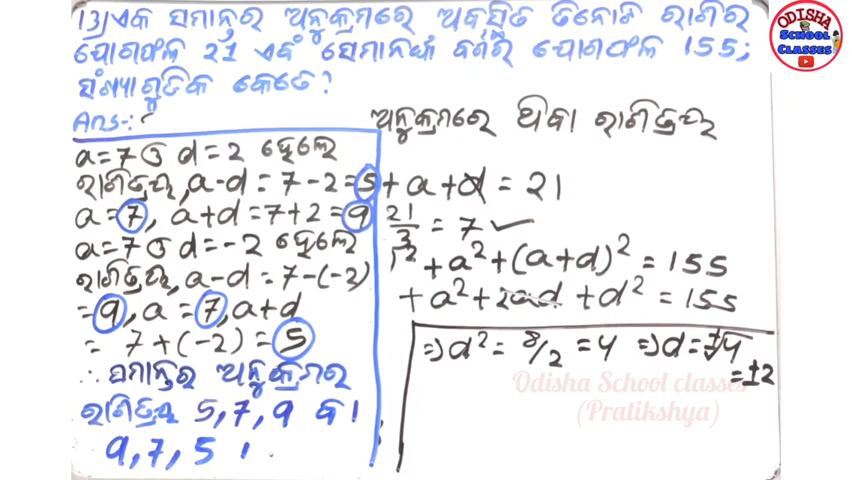 13) ଏକ ସମାନ୍ତର ଅନୁକ୍ରମରେ ଅବସ୍ଥିତ ତିନୋଟି ରାଶିର
ଯୋଗଫଳ 21 ଏବଂ ସେମାନଙ୍କ ବର୍ଗର ଯୋଗଫଳ 155;
ସଂଖ୍ୟାଗୁଡିକ କେତେ?
Ans:-
a=7 ଓ d=2 ହେଲେ
ରାଶିତ୍ରୟ, a-d = 7-2=5
a=7, a+d=7+2=9
a=7 ଓ d=-2 ହେଲେ
ରାଶିତ୍ରୟ, a-d=7-(-2)
=9, a=7, a+d
= 7+(-2)=5
∴ ସମାନ୍ତର ଅନୁକ୍ରମର
ରାଶିତ୍ରୟ 5,7,9 ବା
9,7,5 ।
ଅନୁକ୍ରମରେ ଥିବା ରାଶିତ୍ରୟ
+ a + d = 21
21/3 = 7 ✓
+ a² + (a+d)² = 155
+ a² + 2ad + d² = 155
⇒ d² = 8/2 = 4 ⇒ d = ±√4
= ±2
ODISHA
SCHOOL
CLASSES
Odisha School classes
(Pratikshya)